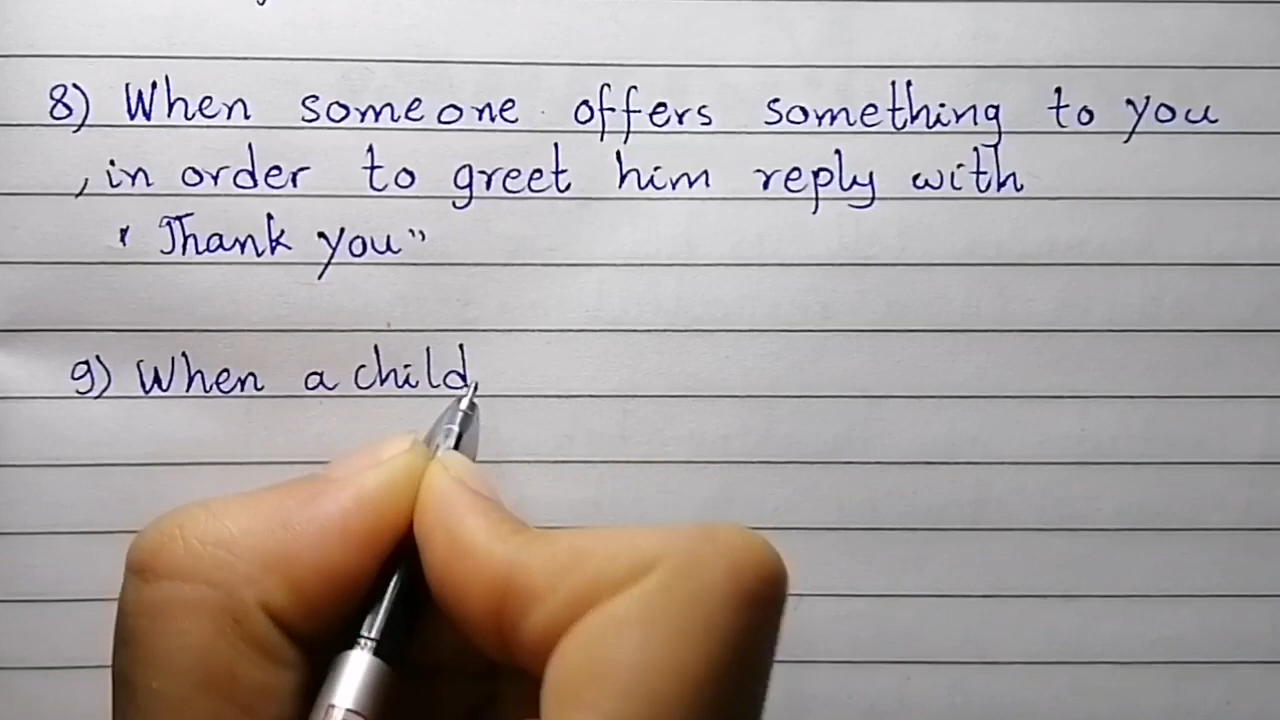 8) When someone offers something to you
, in order to greet him reply with
" Thank you"
9) When a child